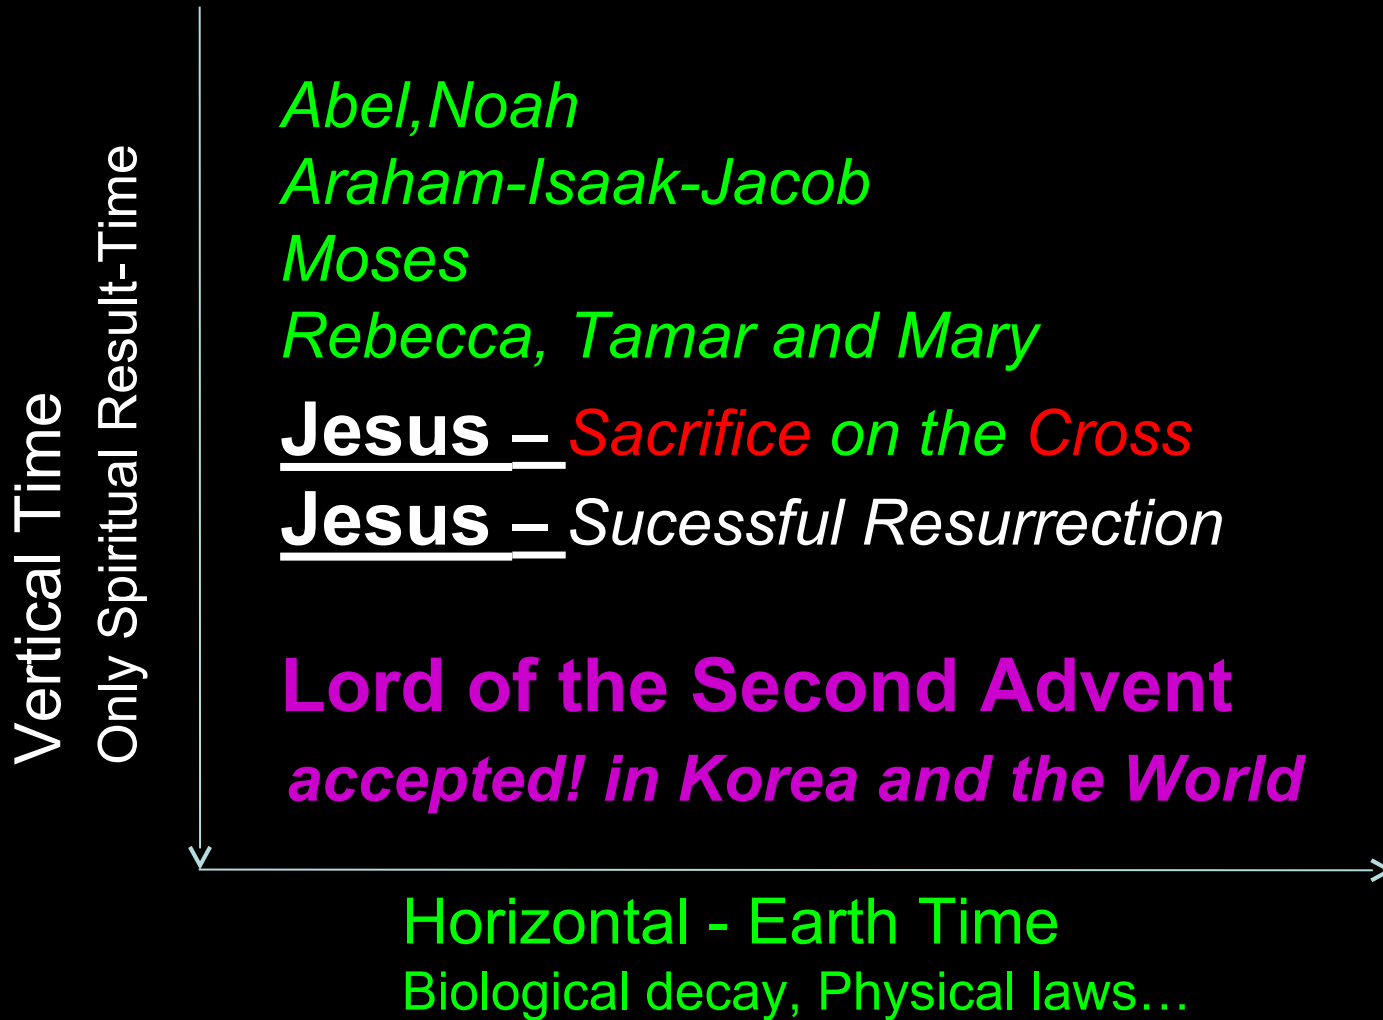 Vertical Time
Only Spiritual Result-Time
Abel,Noah
Araham-Isaak-Jacob
Moses
Rebecca, Tamar and Mary
Jesus – Sacrifice on the Cross
Jesus – Sucessful Resurrection
Lord of the Second Advent
accepted! in Korea and the World
Horizontal - Earth Time
Biological decay, Physical laws…